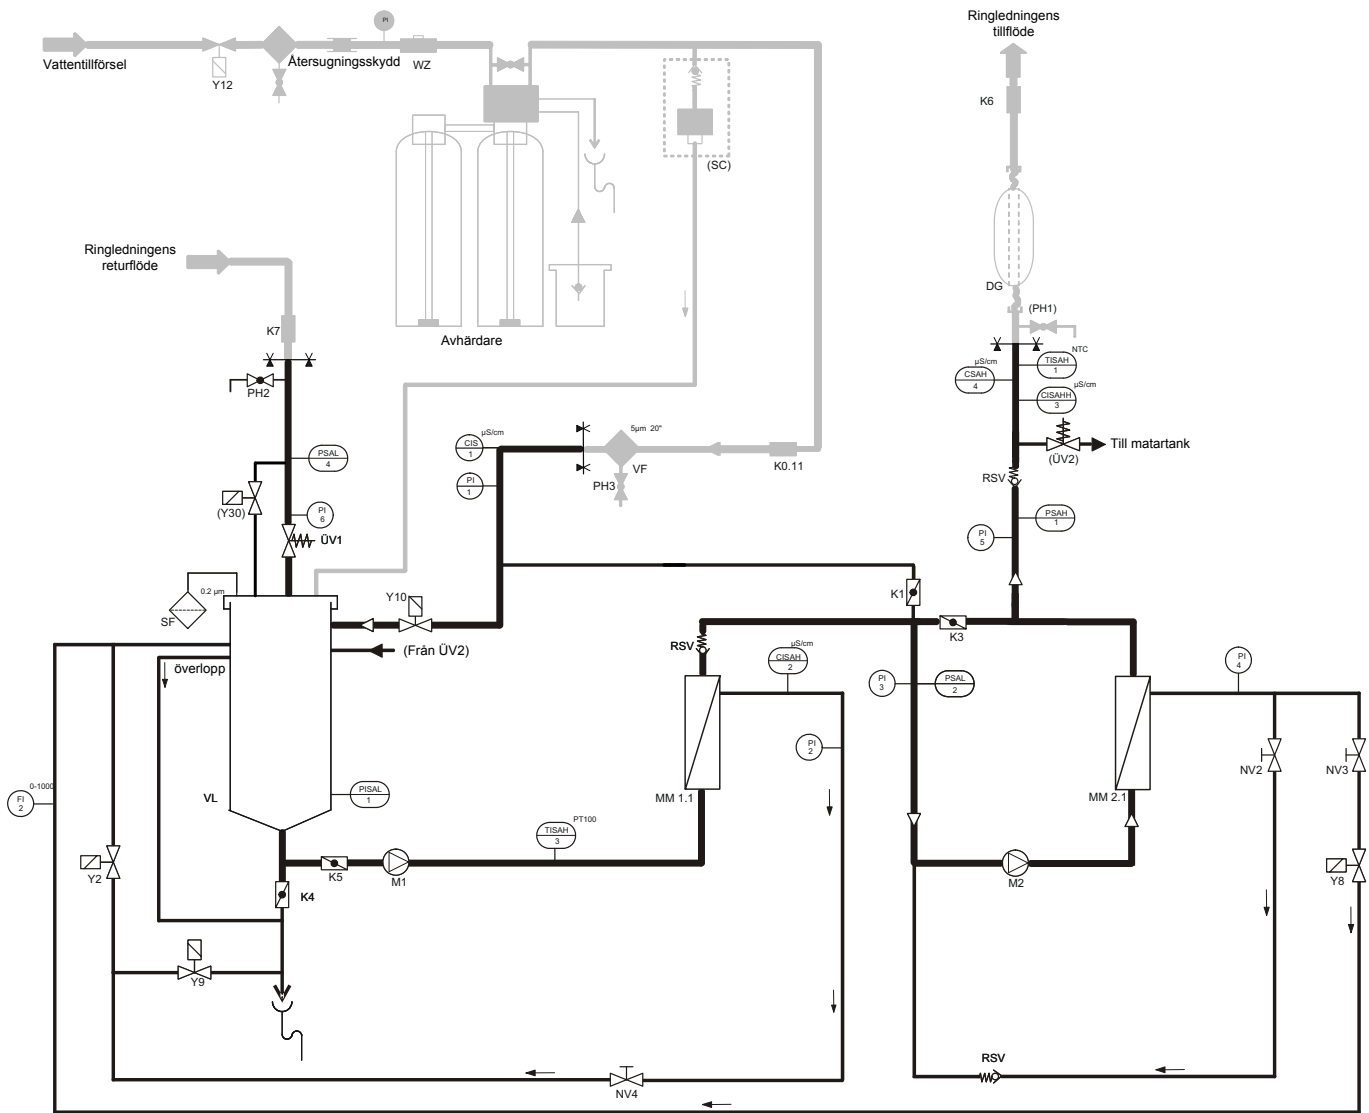 Ringledningens
tillflöde
PI
Vattentillförsel
Återsugningsskydd
WZ
Y12
K6
(SC)
Ringledningens
returflöde
DG
(PH1)
K7
Avhärdare
NTC
µS/cm
TISAH
1
CSAH
4
PH2
µS/cm
CISAHH
3
5µm 20"
µS/cm
CIS
1
Till matartank
PSAL
4
VF
K0.11
(ÜV2)
PI
1
PH3
RSV
(Y30)
PI
6
PSAH
1
ÜV1
PI
5
0.2 µm
Y10
K1
SF
K3
(Från ÜV2)
RSV
µS/cm
CISAH
2
PI
4
överlopp
PI
3
PSAL
2
PI
2
NV2
NV3
0-1000
FI
2
VL
PISAL
1
MM 1.1
MM 2.1
PT100
TISAH
3
Y2
K5
M1
M2
Y8
K4
Y9
RSV
NV4